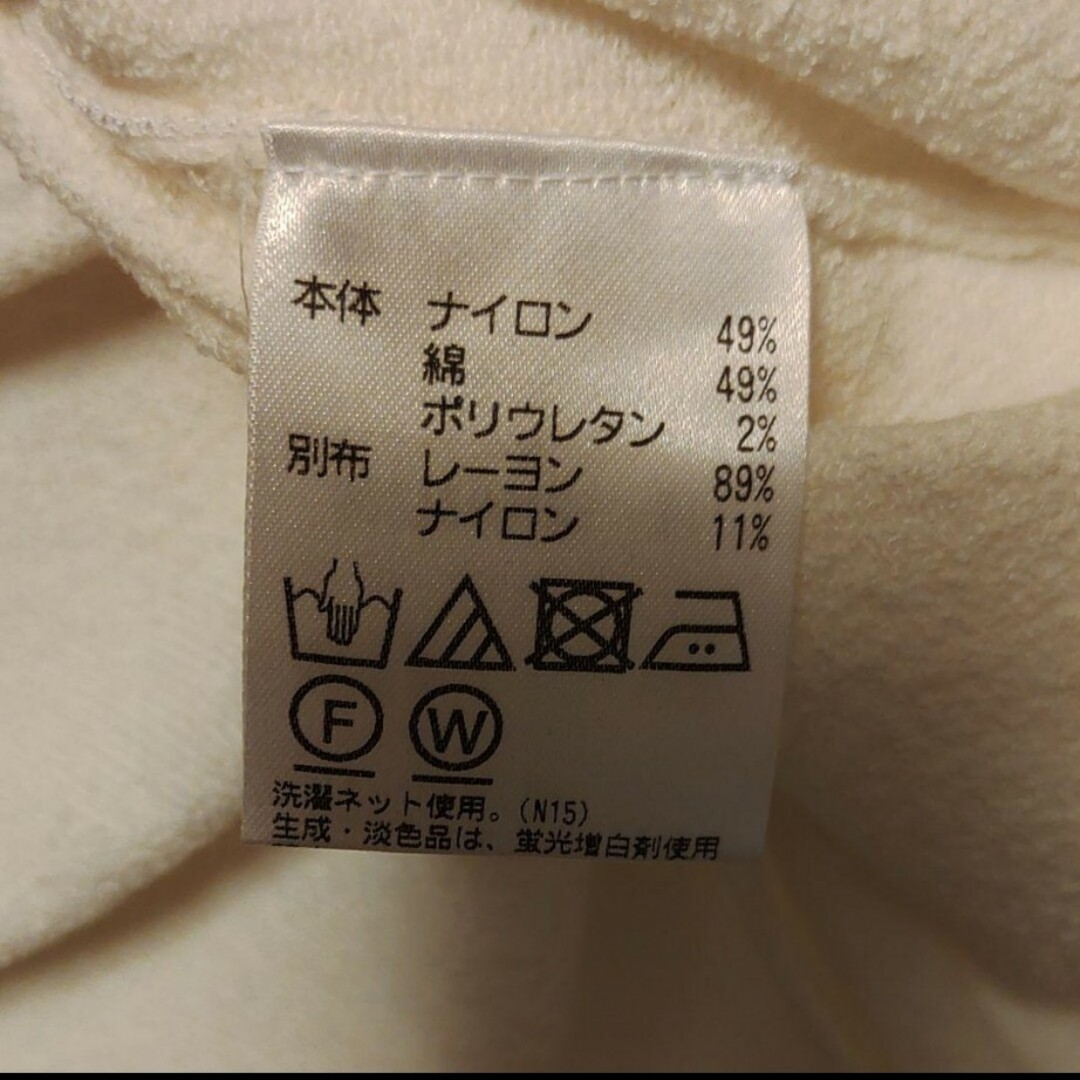 本体 ナイロン 49%
綿 49%
ポリウレタン 2%
別布 レーヨン 89%
ナイロン 11%
F W
洗濯ネット使用。(N15)
生成・淡色品は、蛍光増白剤使用